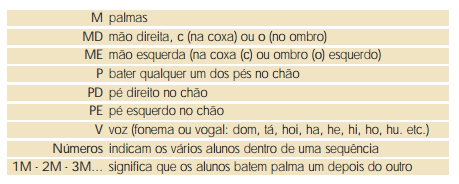 M palmas
MD mão direita, c (na coxa) ou o (no ombro)
ME mão esquerda (na coxa (c) ou ombro (o) esquerdo)
P bater qualquer um dos pés no chão
PD pé direito no chão
PE pé esquerdo no chão
V voz (fonema ou vogal: dom, tá, hoi, ha, he, hi, ho, hu. etc.)
Números indicam os vários alunos dentro de uma sequência
1M - 2M - 3M... significa que os alunos batem palma um depois do outro